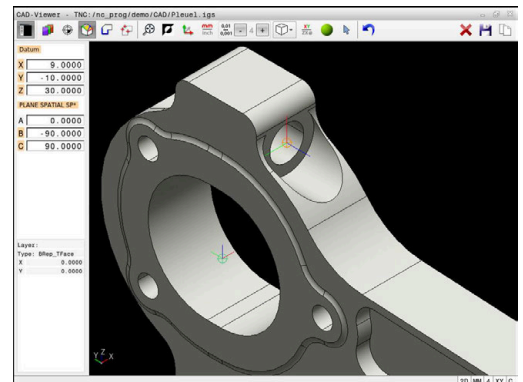 CAD-Viewer - TNC:/nc_prog/demo/CAD/Pleuel.igs
mm inch 0,01 0,001 4 XY ZXØ
Datum
X 9.0000
Y -10.0000
Z 30.0000
PLANE SPATIAL SP*
A 0.0000
B -90.0000
C 90.0000
Layer:
Type: BRep_TFace
X 0.0000
Y 0.0000
Y Z X
2D MM 4 XY C